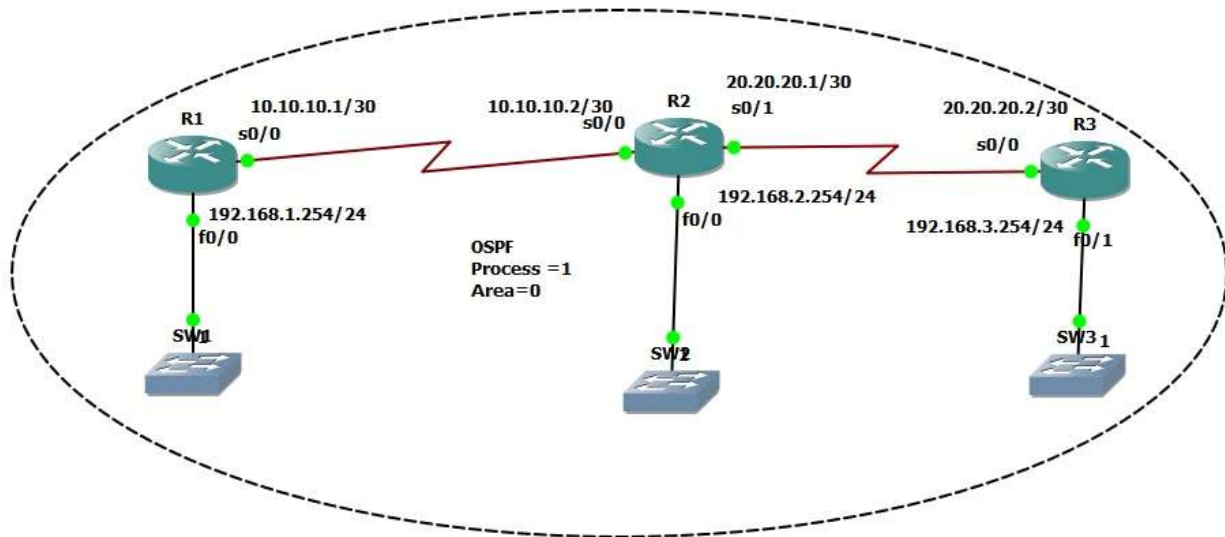 20.20.20.1/30
R1
10.10.10.1/30
10.10.10.2/30
R2
s0/1
20.20.20.2/30
R3
s0/0
s0/0
s0/0
192.168.1.254/24
f0/0
192.168.2.254/24
f0/0
192.168.3.254/24
f0/1
OSPF
Process =1
Area=0
SW1
1
SW2
1
SW3
1